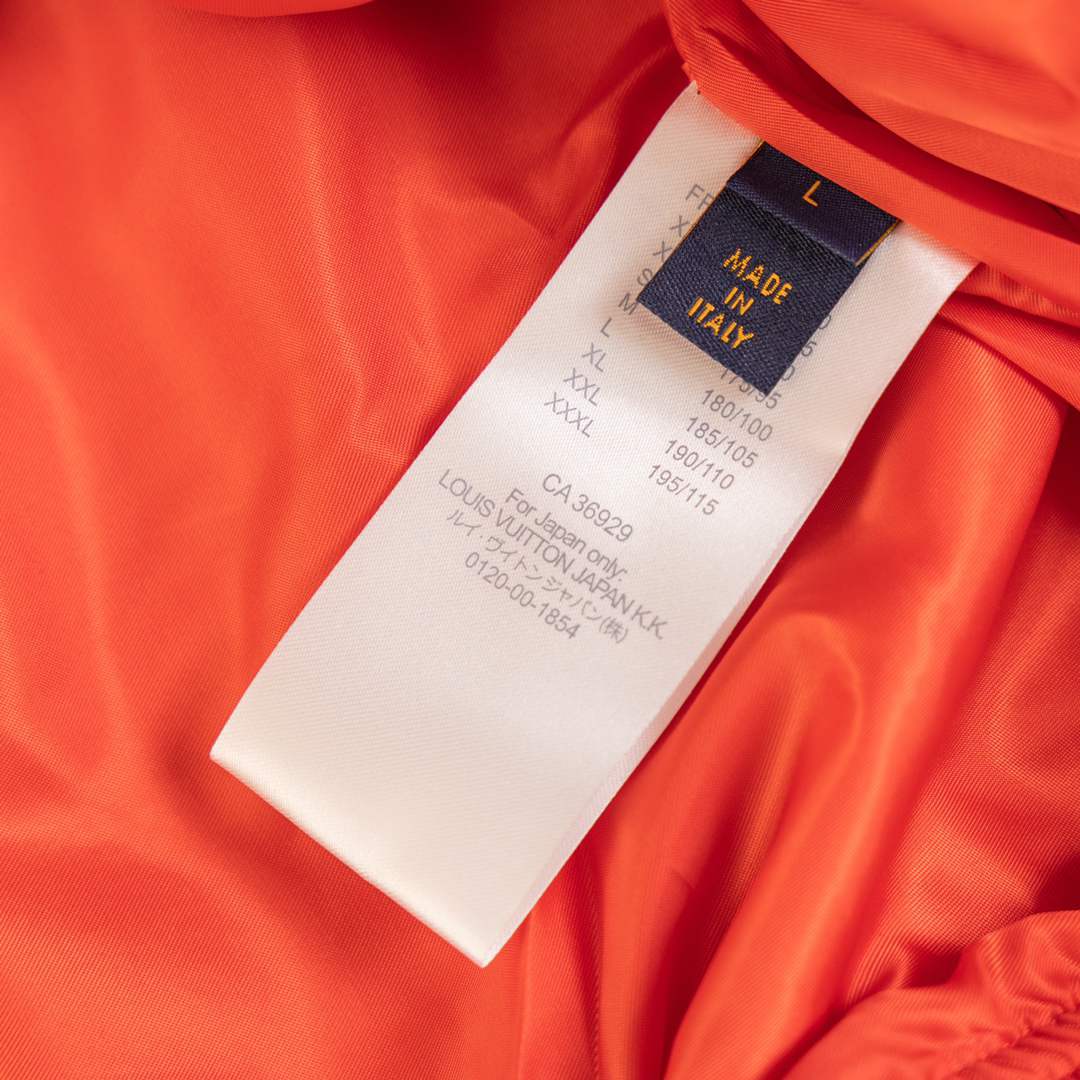 L
MADE
IN
ITALY
M
L 180/100
XL 185/105
XXL 190/110
XXXL 195/115
CA 36929
For Japan only:
LOUIS VUITTON JAPAN K.K.
ルイ・ヴィトン ジャパン(株)
0120-00-1854